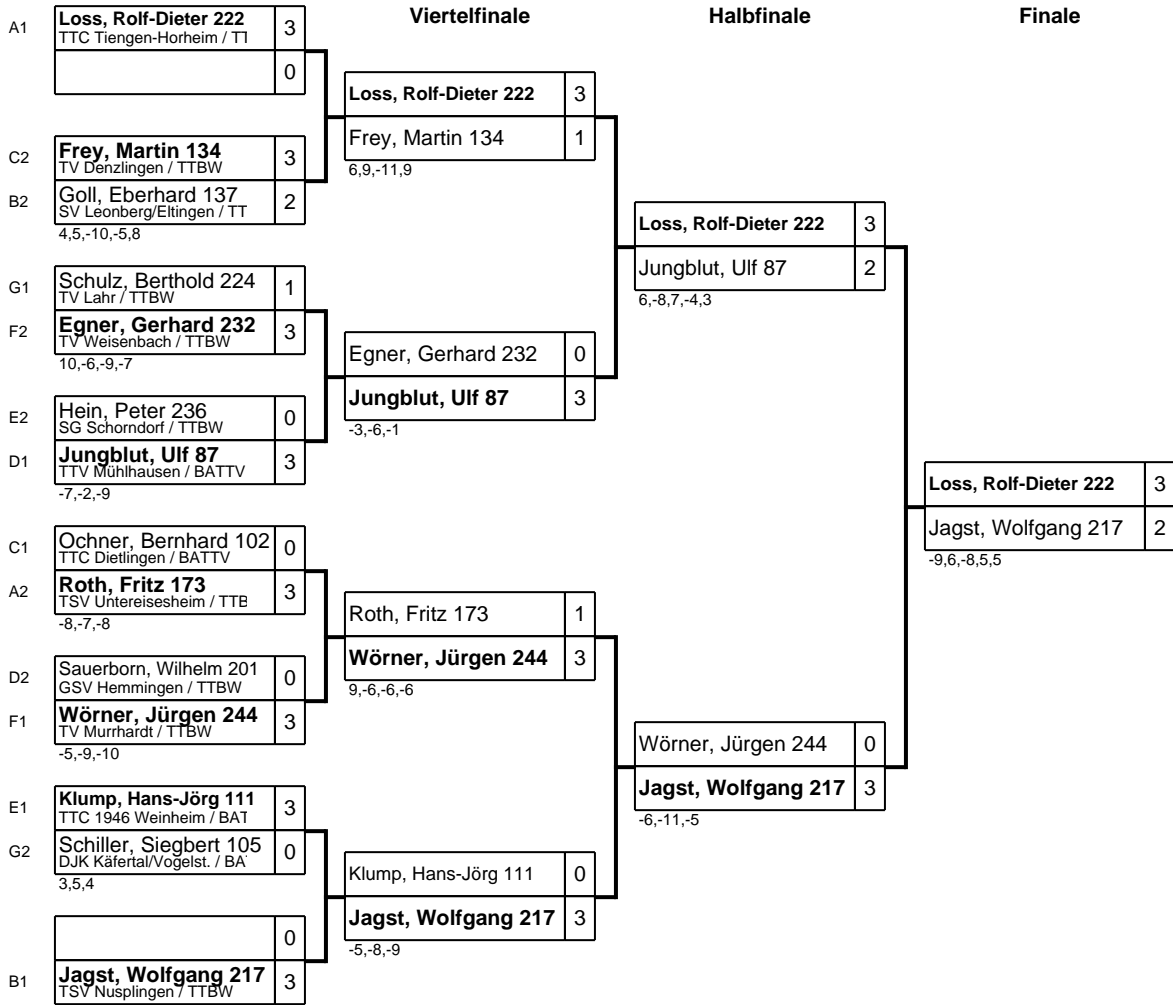 Viertelfinale
Halbfinale
Finale
A1
Loss, Rolf-Dieter 222
3
TTC Tiengen-Horheim / TT
0
C2
Frey, Martin 134
3
TV Denzlingen / TTBW
B2
Goll, Eberhard 137
2
SV Leonberg/Eltingen / TT
4,5,-10,-5,8
G1
Schulz, Berthold 224
1
TV Lahr / TTBW
F2
Egner, Gerhard 232
3
TV Weisenbach / TTBW
10,-6,-9,-7
E2
Hein, Peter 236
0
SG Schorndorf / TTBW
D1
Jungblut, Ulf 87
3
TTV Mühlhausen / BATTV
-7,-2,-9
C1
Ochner, Bernhard 102
0
TTC Dietlingen / BATTV
A2
Roth, Fritz 173
3
TSV Untereisesheim / TTB
-8,-7,-8
D2
Sauerborn, Wilhelm 201
0
GSV Hemmingen / TTBW
F1
Wörner, Jürgen 244
3
TV Murrhardt / TTBW
-5,-9,-10
E1
Klump, Hans-Jörg 111
3
TTC 1946 Weinheim / BAT
G2
Schiller, Siegbert 105
0
DJK Käfertal/Vogelst. / BA
3,5,4
0
B1
Jagst, Wolfgang 217
3
TSV Nusplingen / TTBW
Loss, Rolf-Dieter 222
3
Frey, Martin 134
1
6,9,-11,9
Egner, Gerhard 232
0
Jungblut, Ulf 87
3
-3,-6,-1
Roth, Fritz 173
1
Wörner, Jürgen 244
3
9,-6,-6,-6
Klump, Hans-Jörg 111
0
Jagst, Wolfgang 217
3
-5,-8,-9
Loss, Rolf-Dieter 222
3
Jungblut, Ulf 87
2
6,-8,7,-4,3
Wörner, Jürgen 244
0
Jagst, Wolfgang 217
3
-6,-11,-5
Loss, Rolf-Dieter 222
3
Jagst, Wolfgang 217
2
-9,6,-8,5,5